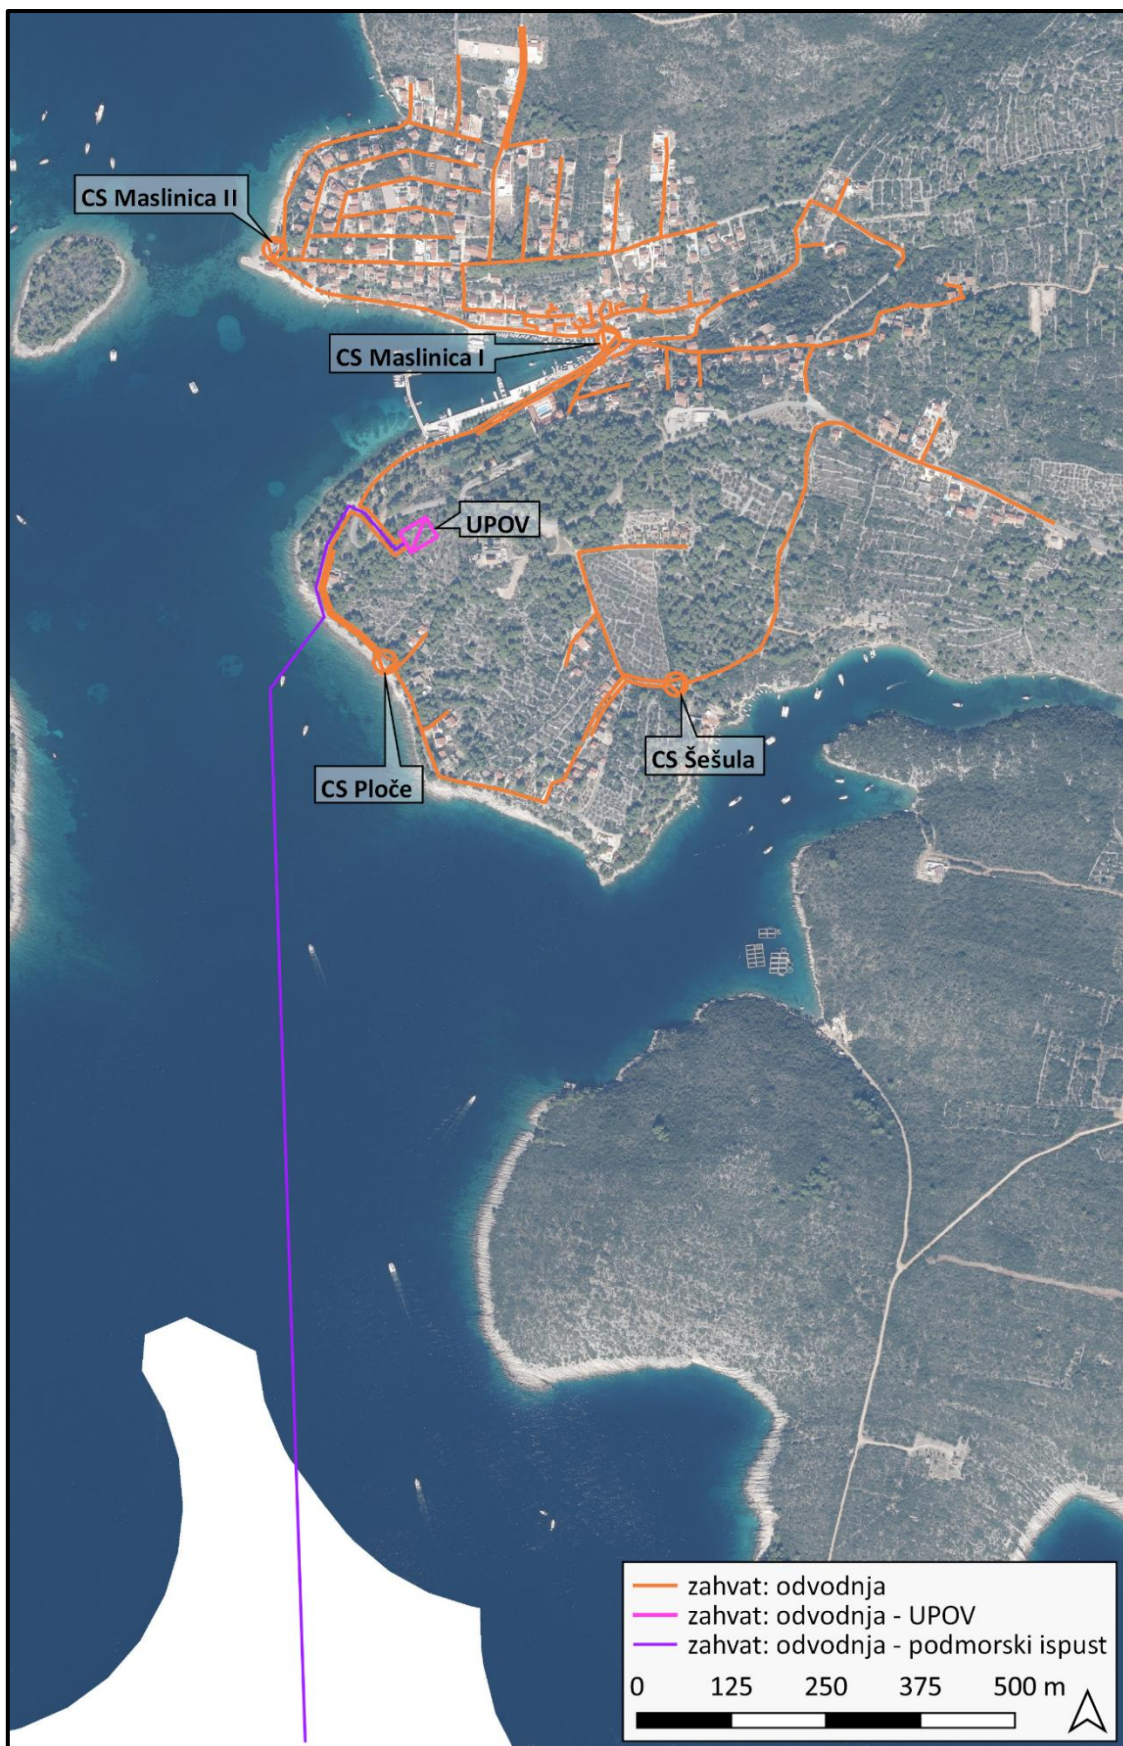 CS Maslinica II
CS Maslinica I
UPOV
CS Ploče
CS Šešula
zahvat: odvodnja
zahvat: odvodnja - UPOV
zahvat: odvodnja - podmorski ispust
0 125 250 375 500 m